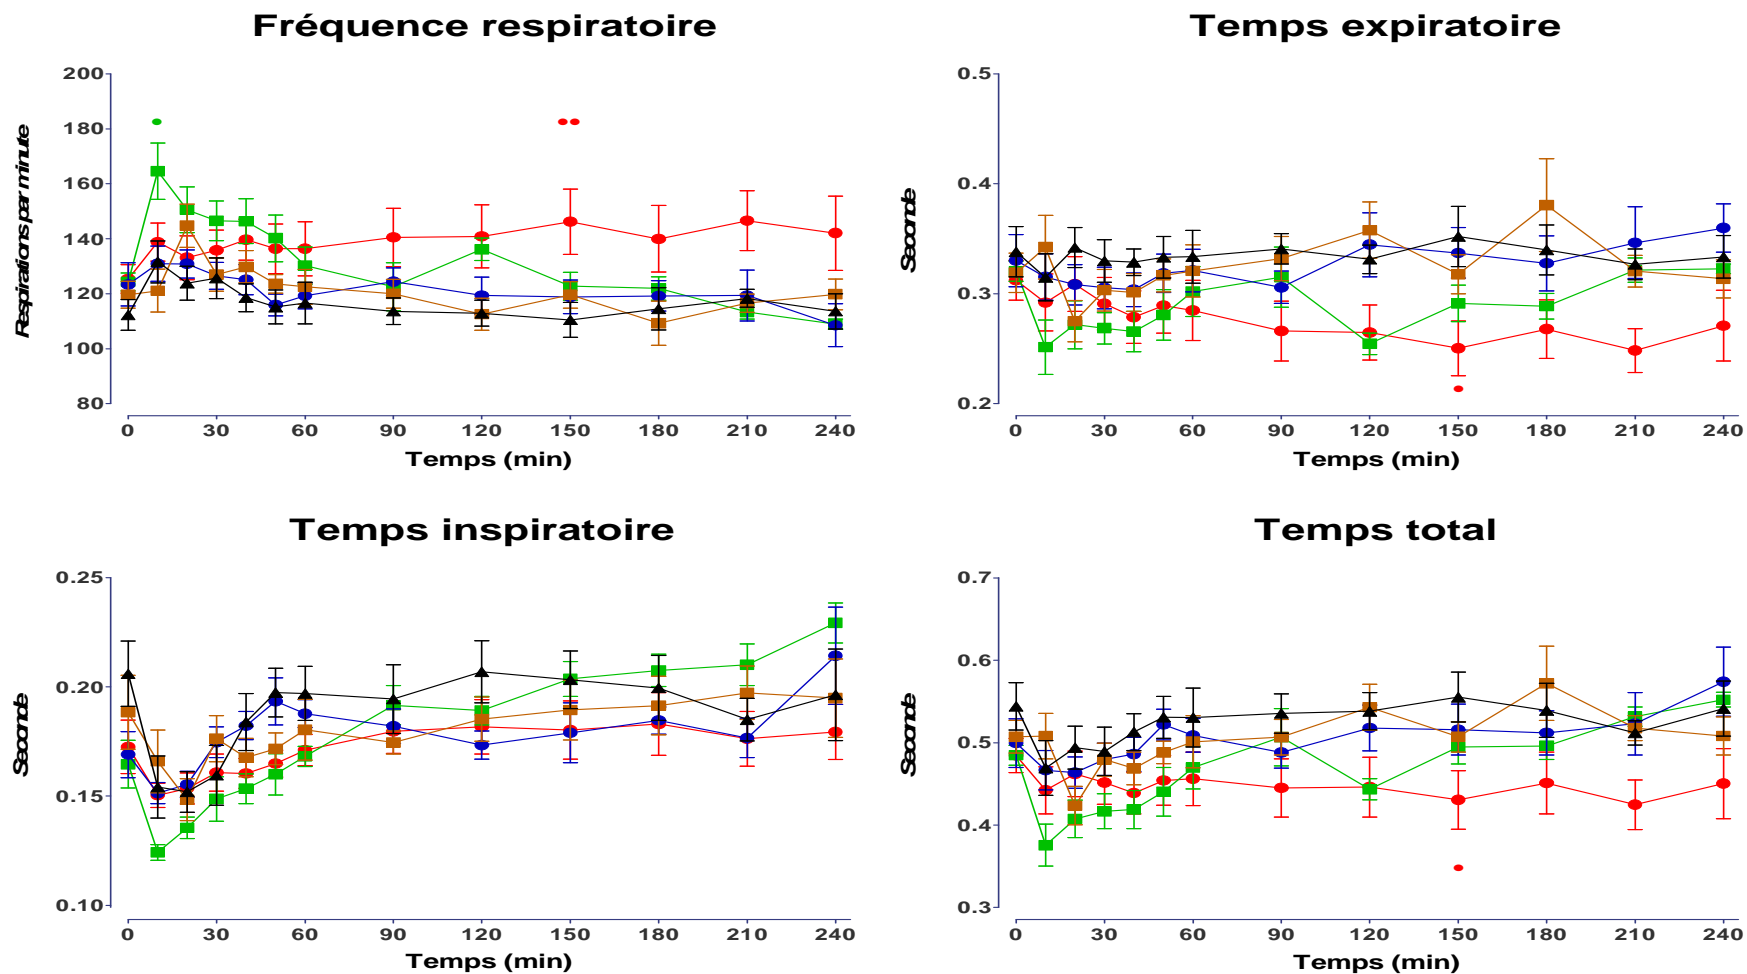 Fréquence respiratoire
Respirations par minute
200
180
160
140
120
100
80
0 30 60 90 120 150 180 210 240
Temps (min)
Temps expiratoire
Seconde
0.5
0.4
0.3
0.2
0 30 60 90 120 150 180 210 240
Temps (min)
Temps inspiratoire
Seconde
0.25
0.20
0.15
0.10
0 30 60 90 120 150 180 210 240
Temps (min)
Temps total
Seconde
0.7
0.6
0.5
0.4
0.3
0 30 60 90 120 150 180 210 240
Temps (min)